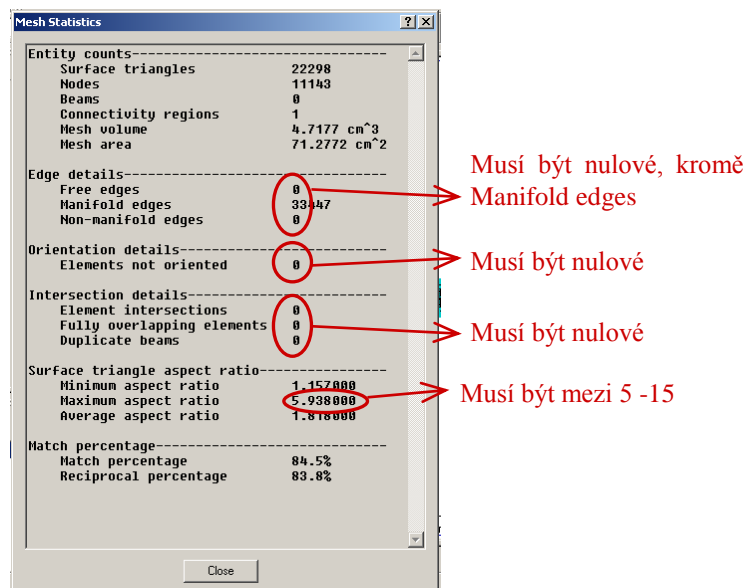 Mesh Statistics
Entity counts----------------------------
Surface triangles 22298
Nodes 11143
Beams 0
Connectivity regions 1
Mesh volume 4.7177 cm^3
Mesh area 71.2772 cm^2
Edge details-----------------------------
Free edges 0
Manifold edges 33447
Non-manifold edges 0
Musí být nulové, kromě
Manifold edges
Orientation details----------------------
Elements not oriented 0
Musí být nulové
Intersection details---------------------
Element intersections 0
Fully overlapping elements 0
Duplicate beams 0
Musí být nulové
Surface triangle aspect ratio------------
Minimum aspect ratio 1.157000
Maximum aspect ratio 5.938000
Average aspect ratio 1.818000
Musí být mezi 5 -15
Match percentage-------------------------
Match percentage 84.5%
Reciprocal percentage 83.8%
Close